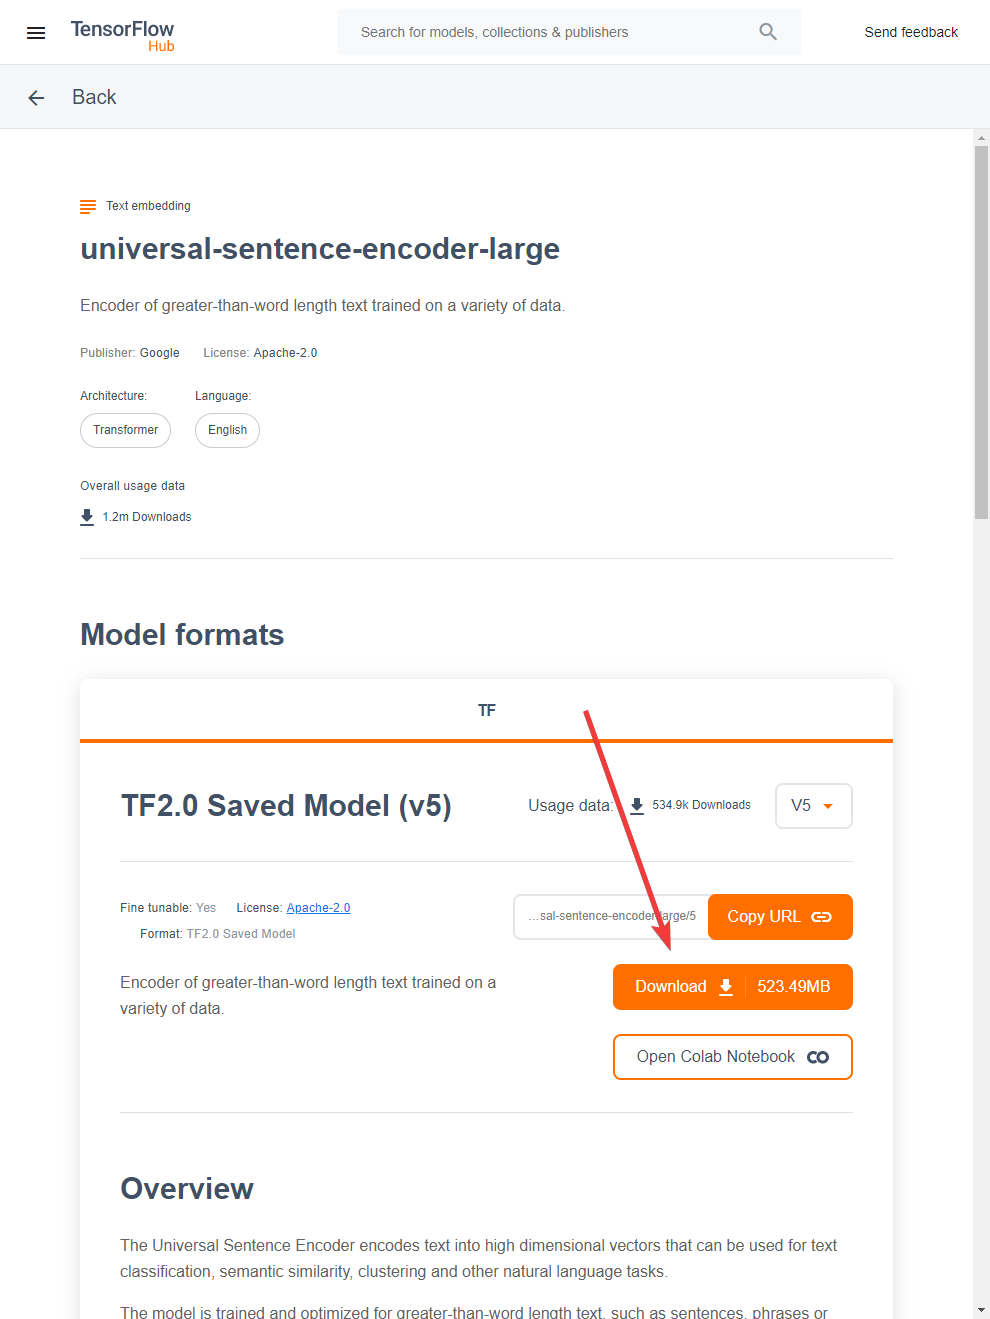 TensorFlow
Hub
Search for models, collections & publishers
Send feedback
Back
Text embedding
universal-sentence-encoder-large
Encoder of greater-than-word length text trained on a variety of data.
Publisher: Google License: Apache-2.0
Architecture: Language:
Transformer English
Overall usage data
1.2m Downloads
Model formats
TF
TF2.0 Saved Model (v5)
Usage data: 534.9k Downloads
V5
Fine tunable: Yes License: Apache-2.0
Format: TF2.0 Saved Model
...sal-sentence-encoder-large/5
Copy URL
Encoder of greater-than-word length text trained on a
variety of data.
Download 523.49MB
Open Colab Notebook
Overview
The Universal Sentence Encoder encodes text into high dimensional vectors that can be used for text
classification, semantic similarity, clustering and other natural language tasks.
The model is trained and optimized for greater-than-word length text, such as sentences, phrases or